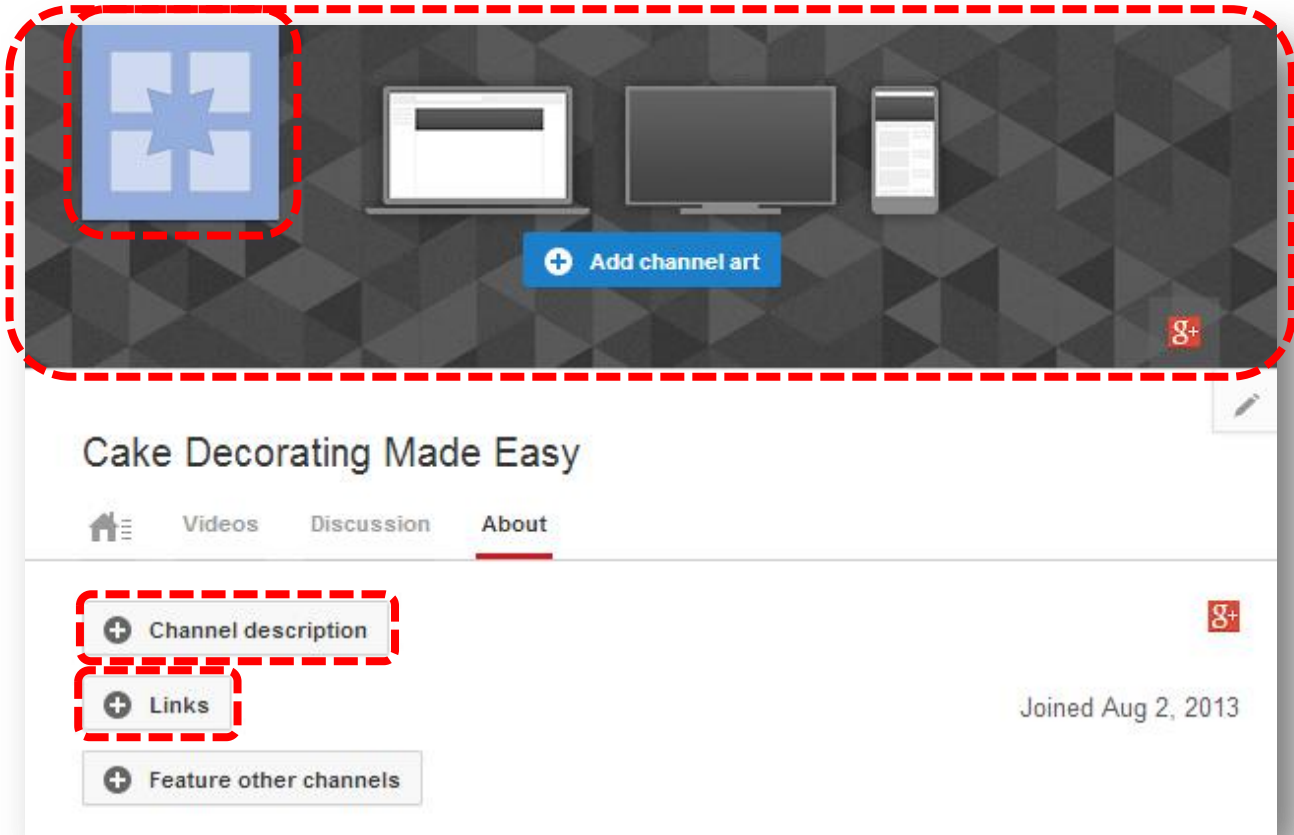 Add channel art
g+
Cake Decorating Made Easy
Videos Discussion About
Channel description
g+
Links
Joined Aug 2, 2013
Feature other channels